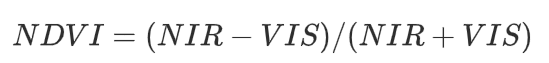 NDVI = (NIR − VIS)/(NIR + VIS)